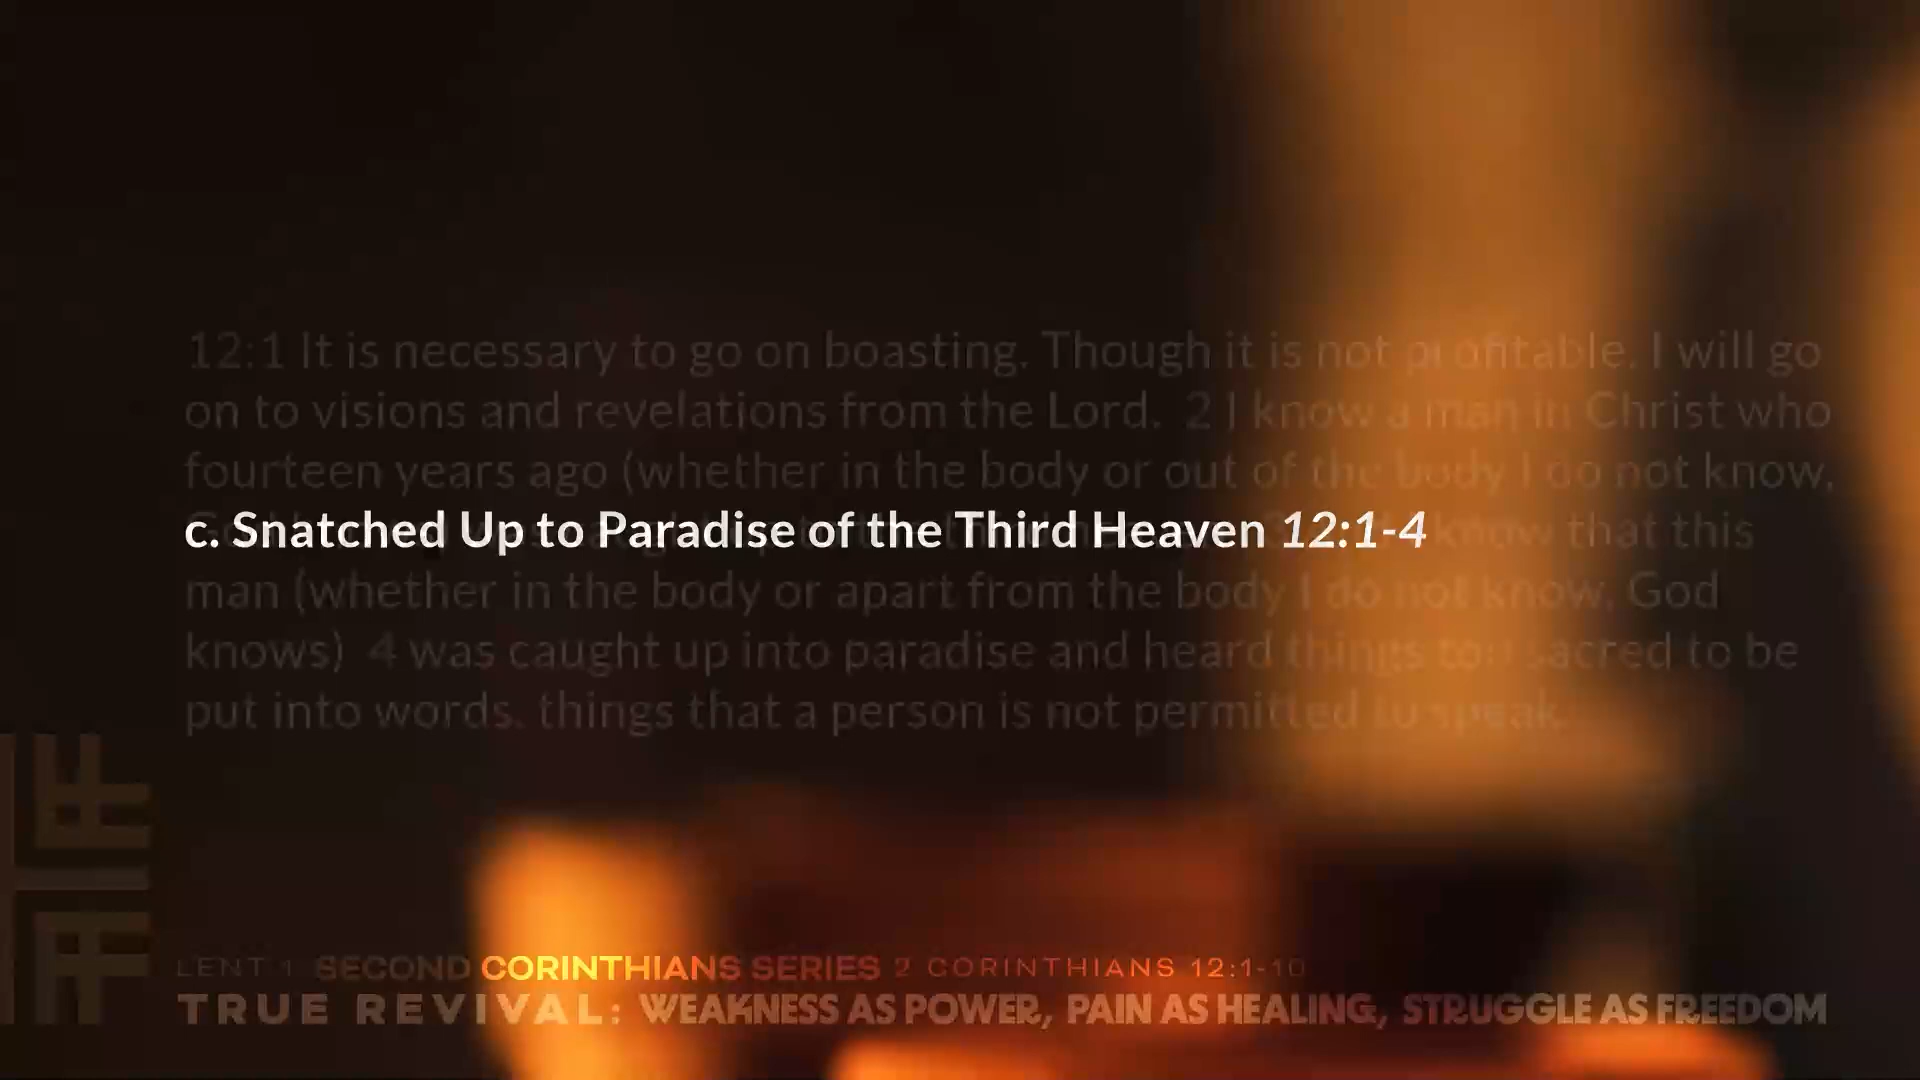 12:1 It is necessary to go on boasting. Though it is not profitable, I will go
on to visions and revelations from the Lord. 2 I know a man in Christ who
fourteen years ago (whether in the body or out of the body I do not know,
c. Snatched Up to Paradise of the Third Heaven 12:1-4
know that this
man (whether in the body or apart from the body I do not know, God
knows) 4 was caught up into paradise and heard things too sacred to be
put into words, things that a person is not permitted to speak.
LENT 1 SECOND CORINTHIANS SERIES 2 CORINTHIANS 12:1-10
TRUE REVIVAL: WEAKNESS AS POWER, PAIN AS HEALING, STRUGGLE AS FREEDOM